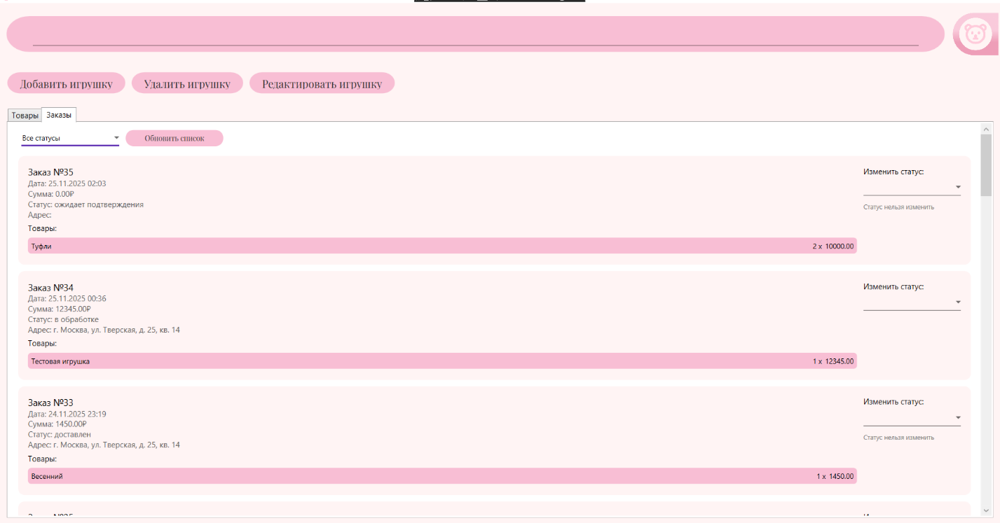 Добавить игрушку Удалить игрушку Редактировать игрушку
Товары Заказы
Все статусы Обновить список
Заказ №35
Дата: 25.11.2025 02:03
Сумма: 0.00₽
Статус: ожидает подтверждения
Адрес:
Товары:
Туфли 2 x 10000.00
Изменить статус:
Статус нельзя изменить
Заказ №34
Дата: 25.11.2025 00:36
Сумма: 12345.00₽
Статус: в обработке
Адрес: г. Москва, ул. Тверская, д. 25, кв. 14
Товары:
Тестовая игрушка 1 x 12345.00
Изменить статус:
Заказ №33
Дата: 24.11.2025 23:19
Сумма: 1450.00₽
Статус: доставлен
Адрес: г. Москва, ул. Тверская, д. 25, кв. 14
Товары:
Весенний 1 x 1450.00
Изменить статус:
Статус нельзя изменить